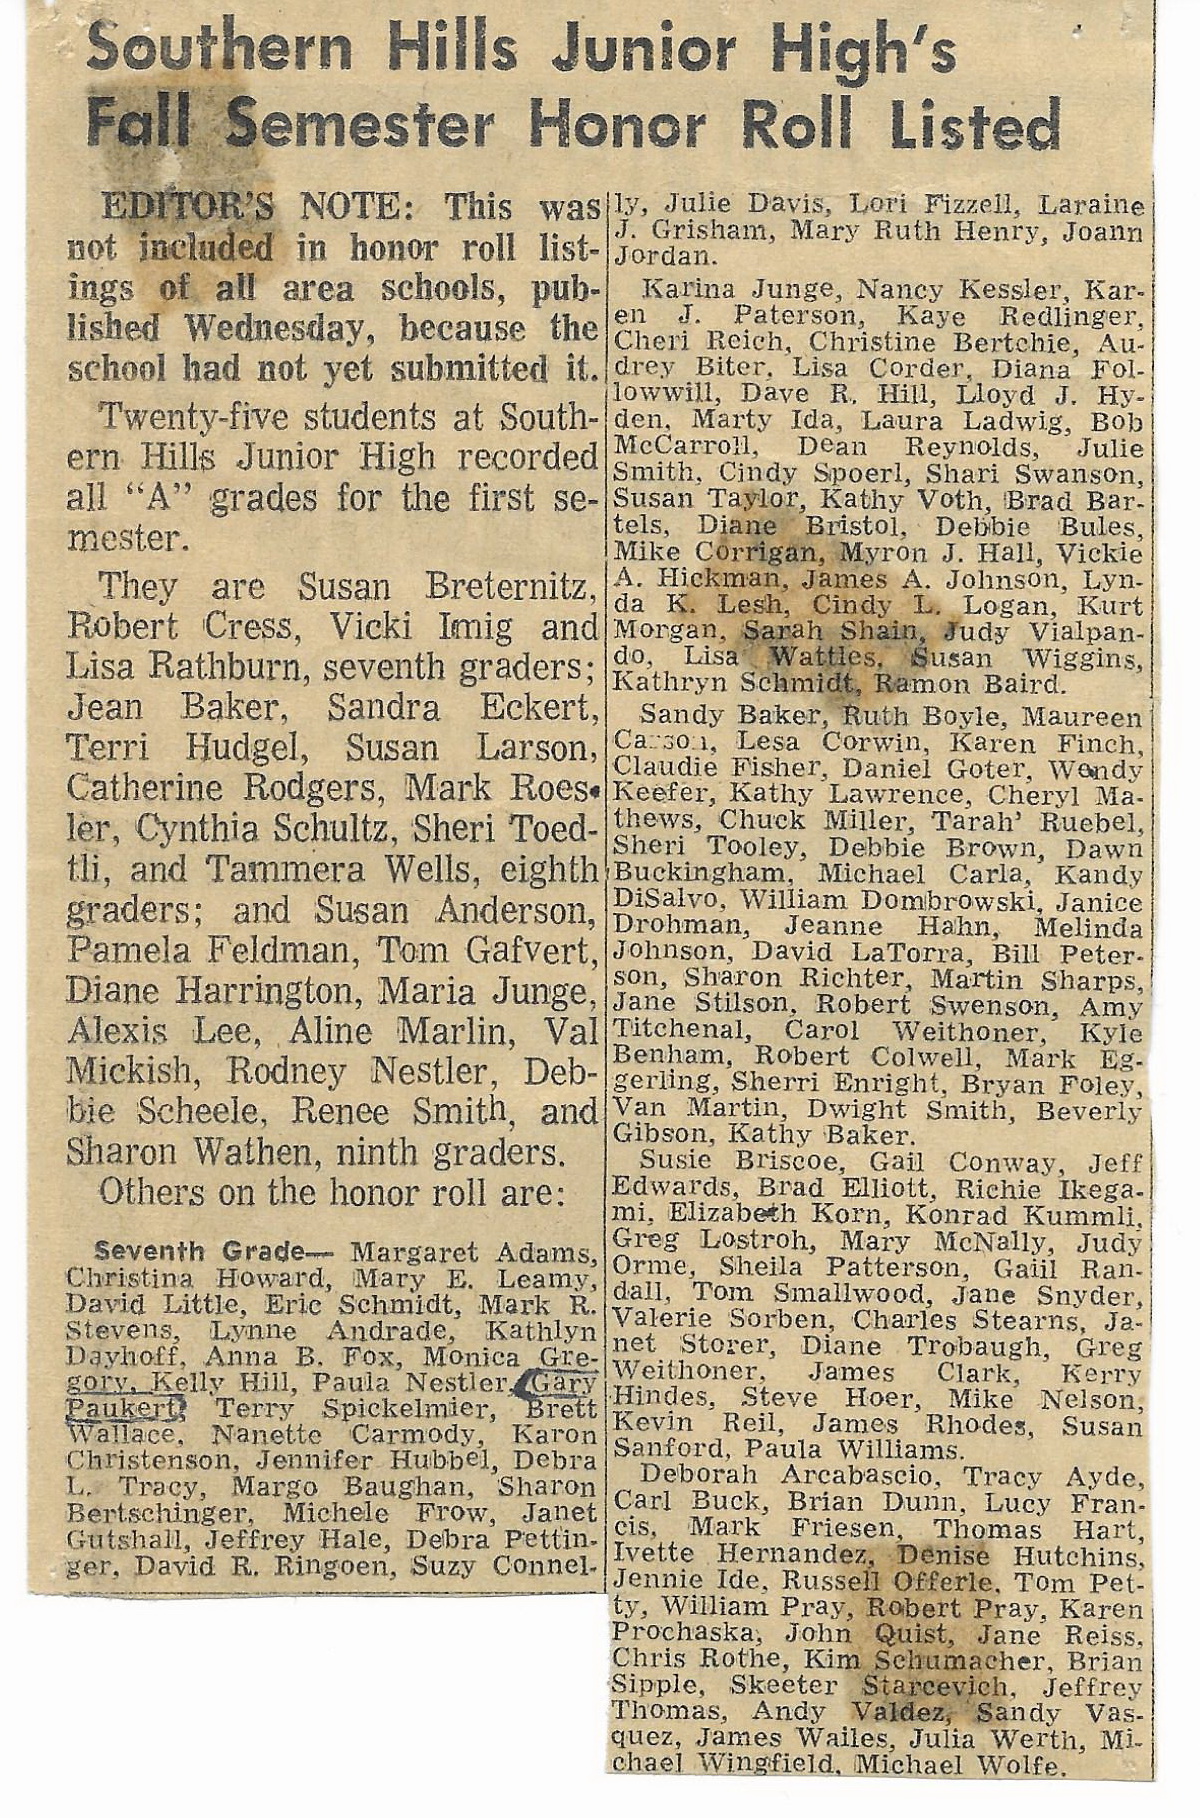 Southern Hills Junior High's
Fall Semester Honor Roll Listed
EDITOR'S NOTE: This was
not included in honor roll list-
ings of all area schools, pub-
lished Wednesday, because the
school had not yet submitted it.
Twenty-five students at South-
ern Hills Junior High recorded
all "A" grades for the first se-
mester.
They are Susan Breternitz,
Robert Cress, Vicki Imig and
Lisa Rathburn, seventh graders;
Jean Baker, Sandra Eckert,
Terri Hudgel, Susan Larson,
Catherine Rodgers, Mark Roes-
ler, Cynthia Schultz, Sheri Toed-
tli, and Tammera Wells, eighth
graders; and Susan Anderson,
Pamela Feldman, Tom Gafvert,
Diane Harrington, Maria Junge,
Alexis Lee, Aline Marlin, Val
Mickish, Rodney Nestler, Deb-
bie Scheele, Renee Smith, and
Sharon Wathen, ninth graders.
Others on the honor roll are:
Seventh Grade— Margaret Adams,
Christina Howard, Mary E. Leamy,
David Little, Eric Schmidt, Mark R.
Stevens, Lynne Andrade, Kathlyn
Dayhoff, Anna B. Fox, Monica Gre-
gory, Kelly Hill, Paula Nestler, Gary
Paukert, Terry Spickelmier, Brett
Wallace, Nanette Carmody, Karon
Christenson, Jennifer Hubbel, Debra
L. Tracy, Margo Baughan, Sharon
Bertschinger, Michele Frow, Janet
Gutshall, Jeffrey Hale, Debra Pettin-
ger, David R. Ringoen, Suzy Connel-
ly, Julie Davis, Lori Fizzell, Laraine
J. Grisham, Mary Ruth Henry, Joann
Jordan.
Karina Junge, Nancy Kessler, Kar-
en J. Paterson, Kaye Redlinger,
Cheri Reich, Christine Bertchie, Au-
drey Biter, Lisa Corder, Diana Fol-
lowwill, Dave R. Hill, Lloyd J. Hy-
den, Marty Ida, Laura Ladwig, Bob
McCarroll, Dean Reynolds, Julie
Smith, Cindy Spoerl, Shari Swanson,
Susan Taylor, Kathy Voth, Brad Bar-
tels, Diane Bristol, Debbie Bules,
Mike Corrigan, Myron J. Hall, Vickie
A. Hickman, James A. Johnson, Lyn-
da K. Lesh, Cindy L. Logan, Kurt
Morgan, Sarah Shain, Judy Vialpan-
do, Lisa Wattles, Susan Wiggins,
Kathryn Schmidt, Ramon Baird.
Sandy Baker, Ruth Boyle, Maureen
Carson, Lesa Corwin, Karen Finch,
Claudie Fisher, Daniel Goter, Wendy
Keefer, Kathy Lawrence, Cheryl Ma-
thews, Chuck Miller, Tarah' Ruebel,
Sheri Tooley, Debbie Brown, Dawn
Buckingham, Michael Carla, Kandy
DiSalvo, William Dombrowski, Janice
Drohman, Jeanne Hahn, Melinda
Johnson, David LaTorra, Bill Peter-
son, Sharon Richter, Martin Sharps,
Jane Stilson, Robert Swenson, Amy
Titchenal, Carol Weithoner, Kyle
Benham, Robert Colwell, Mark Eg-
gerling, Sherri Enright, Bryan Foley,
Van Martin, Dwight Smith, Beverly
Gibson, Kathy Baker.
Susie Briscoe, Gail Conway, Jeff
Edwards, Brad Elliott, Richie Ikega-
mi, Elizabeth Korn, Konrad Kummli,
Greg Lostroh, Mary McNally, Judy
Orme, Sheila Patterson, Gaiil Ran-
dall, Tom Smallwood, Jane Snyder,
Valerie Sorben, Charles Stearns, Ja-
net Storer, Diane Trobaugh, Greg
Weithoner, James Clark, Kerry
Hindes, Steve Hoer, Mike Nelson,
Kevin Reil, James Rhodes, Susan
Sanford, Paula Williams.
Deborah Arcabascio, Tracy Ayde,
Carl Buck, Brian Dunn, Lucy Fran-
cis, Mark Friesen, Thomas Hart,
Ivette Hernandez, Denise Hutchins,
Jennie Ide, Russell Offerle, Tom Pet-
ty, William Pray, Robert Pray, Karen
Prochaska, John Quist, Jane Reiss,
Chris Rothe, Kim Schumacher, Brian
Sipple, Skeeter Starcevich, Jeffrey
Thomas, Andy Valdez, Sandy Vas-
quez, James Wailes, Julia Werth, Mi-
chael Wingfield, Michael Wolfe.